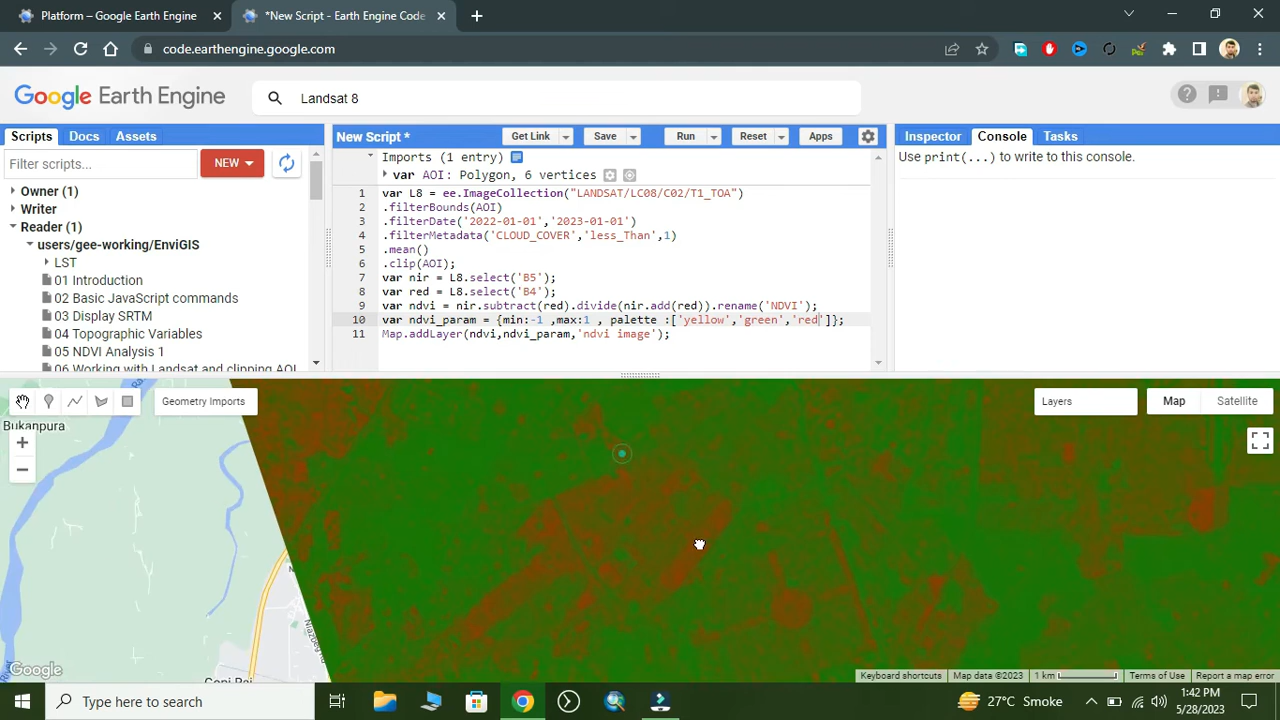 Platform – Google Earth Engine
*New Script - Earth Engine Code
code.earthengine.google.com
Google Earth Engine
Landsat 8
Scripts Docs Assets
New Script *
Get Link Save Run Reset Apps
Inspector Console Tasks
Filter scripts...
NEW
Owner (1)
Writer
Reader (1)
users/gee-working/EnviGIS
LST
01 Introduction
02 Basic JavaScript commands
03 Display SRTM
04 Topographic Variables
05 NDVI Analysis 1
06 Working with Landsat and clipping AOI
Imports (1 entry)
var AOI: Polygon, 6 vertices
1 var L8 = ee.ImageCollection("LANDSAT/LC08/C02/T1_TOA")
2 .filterBounds(AOI)
3 .filterDate('2022-01-01','2023-01-01')
4 .filterMetadata('CLOUD_COVER','less_Than',1)
5 .mean()
6 .clip(AOI);
7 var nir = L8.select('B5');
8 var red = L8.select('B4');
9 var ndvi = nir.subtract(red).divide(nir.add(red)).rename('NDVI');
10 var ndvi_param = {min:-1 ,max:1 , palette :['yellow','green','red']};
11 Map.addLayer(ndvi,ndvi_param,'ndvi image');
Use print(...) to write to this console.
Geometry Imports
Layers
Map Satellite
Bukanpura
Google
Keyboard shortcuts Map data ©2023 1 km Terms of Use Report a map error
Type here to search
27°C Smoke
1:42 PM
5/28/2023